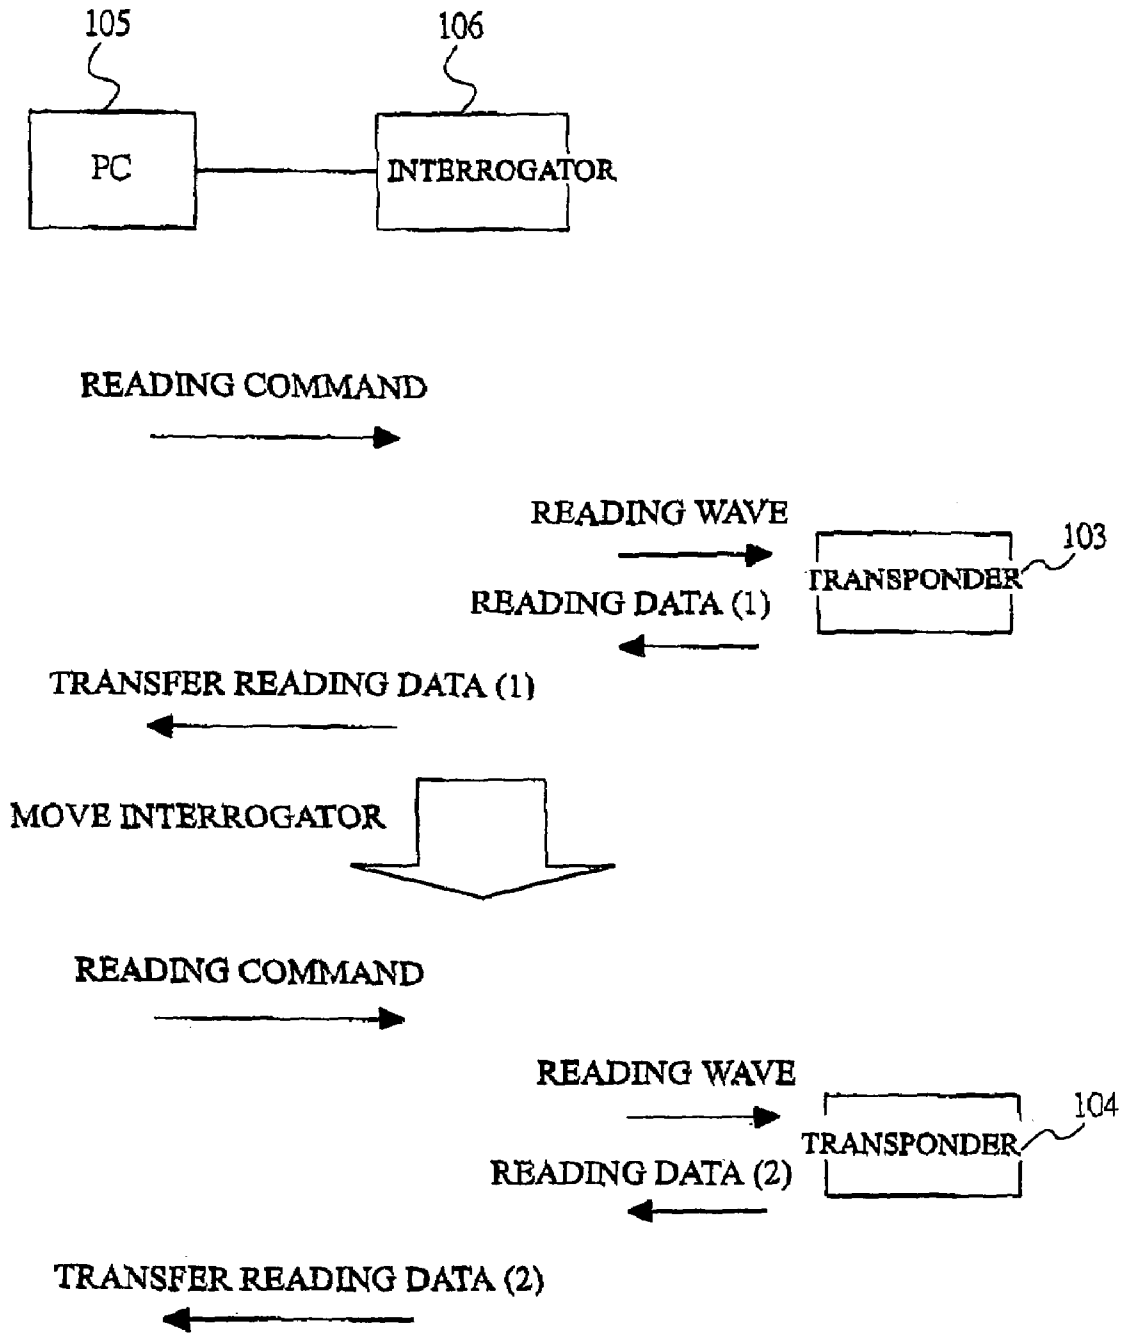 105
106
PC
INTERROGATOR
READING COMMAND
READING WAVE
103
TRANSPONDER
READING DATA (1)
TRANSFER READING DATA (1)
MOVE INTERROGATOR
READING COMMAND
READING WAVE
104
TRANSPONDER
READING DATA (2)
TRANSFER READING DATA (2)